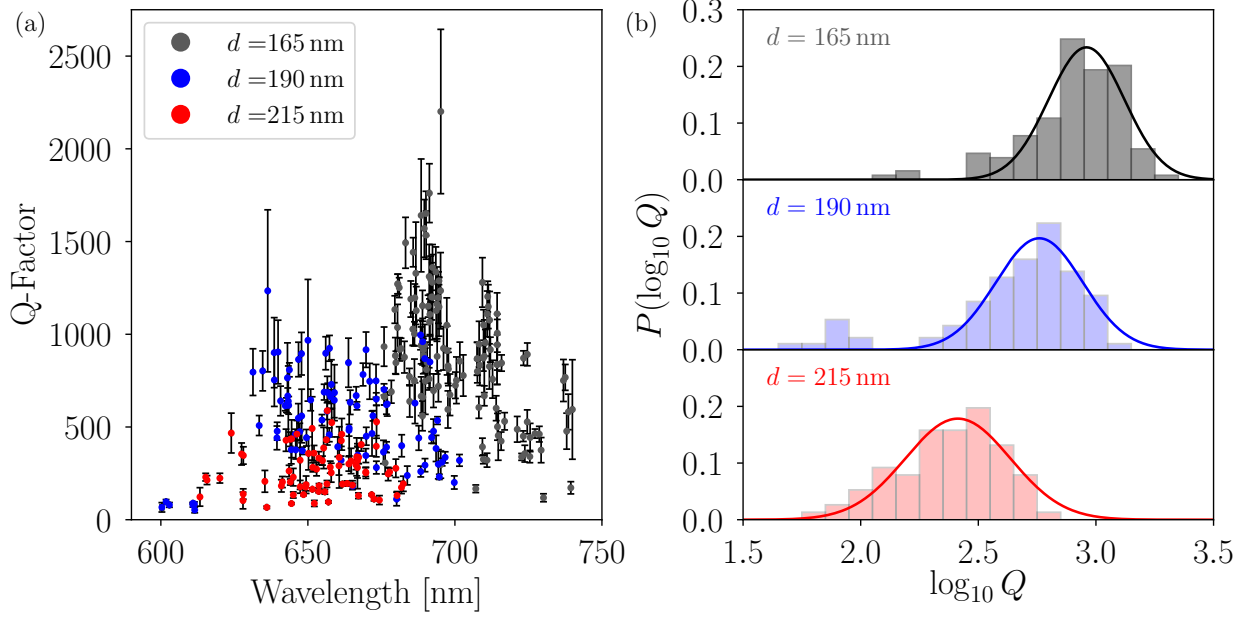 (a)
2500
2000
1500
1000
500
0
Q-Factor
d =165 nm
d =190 nm
d =215 nm
600
650
700
750
Wavelength [nm]
(b)
0.3
0.2
0.1
0.0
d = 165 nm
0.2
0.1
0.0
d = 190 nm
0.2
0.1
0.0
d = 215 nm
P(log₁₀ Q)
1.5
2.0
2.5
3.0
3.5
log₁₀ Q